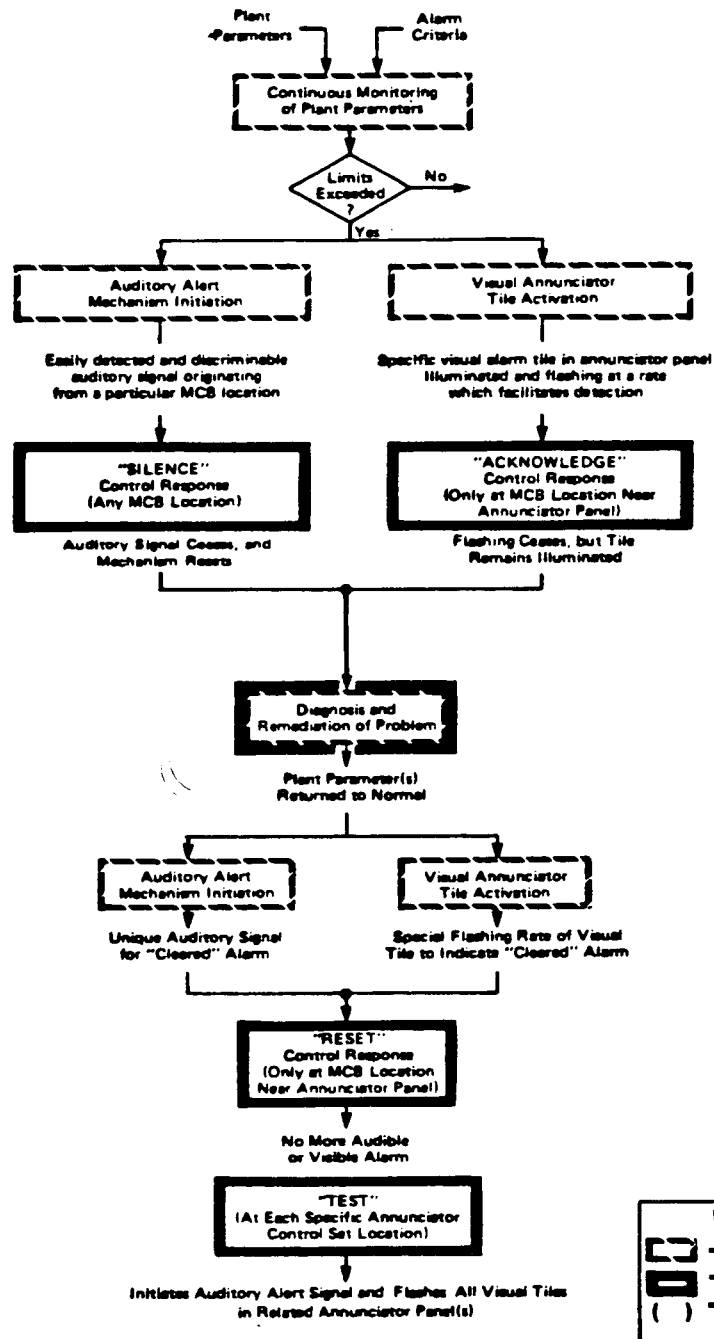 Plant
Parameters
Alarm
Criteria
Continuous Monitoring
of Plant Parameters
Limits
Exceeded
?
No
Yes
Auditory Alert
Mechanism Initiation
Visual Annunciator
Tile Activation
Easily detected and discriminable
auditory signal originating
from a particular MCB location
Specific visual alarm tile in annunciator panel
Illuminated and flashing at a rate
which facilitates detection
"SILENCE"
Control Response
(Any MCB Location)
"ACKNOWLEDGE"
Control Response
(Only at MCB Location Near
Annunciator Panel)
Auditory Signal Ceases, and
Mechanism Resets
Flashing Ceases, but Tile
Remains Illuminated
Diagnosis and
Remediation of Problem
Plant Parameter(s)
Returned to Normal
Auditory Alert
Mechanism Initiation
Visual Annunciator
Tile Activation
Unique Auditory Signal
for "Cleared" Alarm
Special Flashing Rate of Visual
Tile to Indicate "Cleared" Alarm
"RESET"
Control Response
(Only at MCB Location
Near Annunciator Panel)
No More Audible
or Visible Alarm
"TEST"
(At Each Specific Annunciator
Control Set Location)
Initiates Auditory Alert Signal and Flashes All Visual Tiles
in Related Annunciator Panel(s)
( )